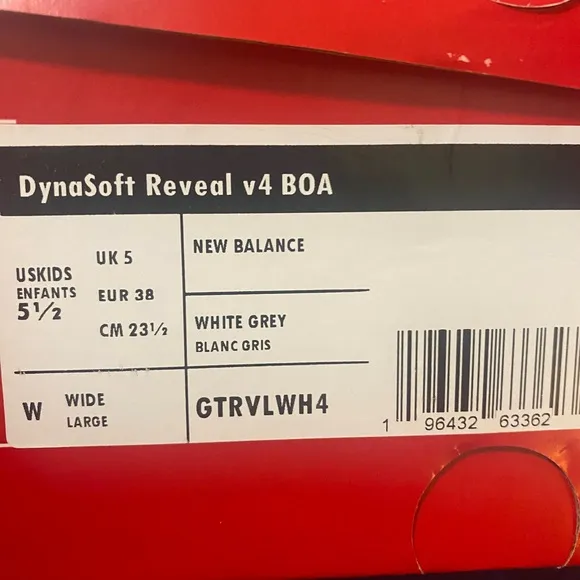 DynaSoft Reveal v4 BOA
USKIDS
ENFANTS
5½
UK 5
EUR 38
CM 23½
NEW BALANCE
WHITE GREY
BLANC GRIS
W
WIDE
LARGE
GTRVLWH4
1 96432 63362